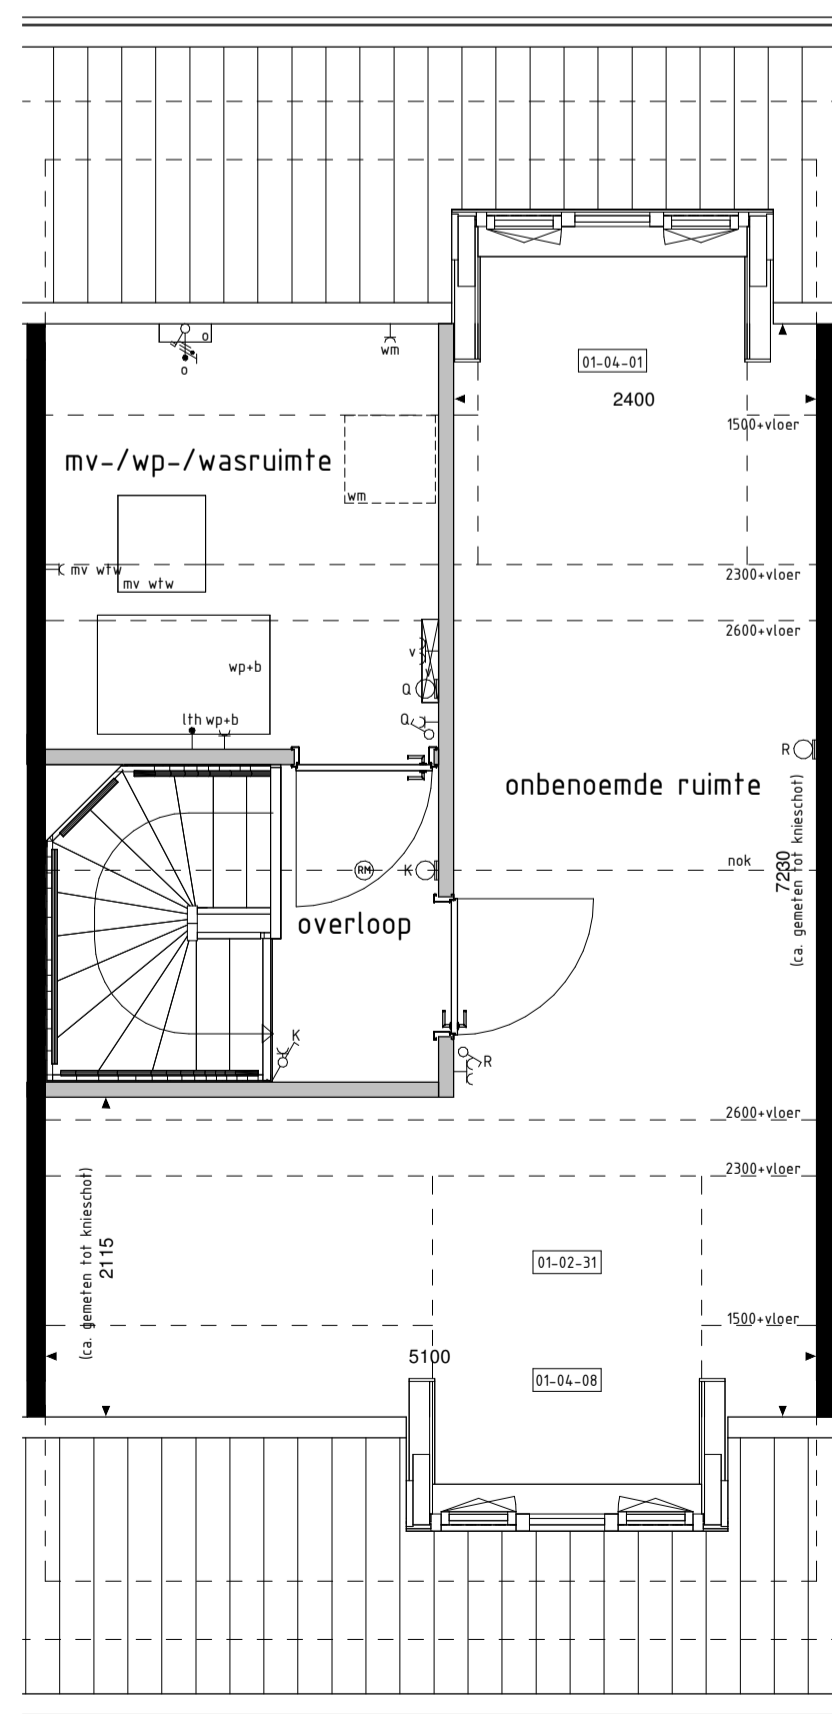 o
o
wm
01-04-01
2400
1500+vloer
mv-/wp-/wasruimte
wm
mv wtw
mv wtw
2300+vloer
2600+vloer
v
wp+b
Q
Q
lth wp+b
R
onbenoemde ruimte
nok
7230
(ca. gemeten tot knieschot)
RM
K
overloop
K
R
2600+vloer
2300+vloer
(ca. gemeten tot knieschot)
2115
01-02-31
1500+vloer
5100
01-04-08